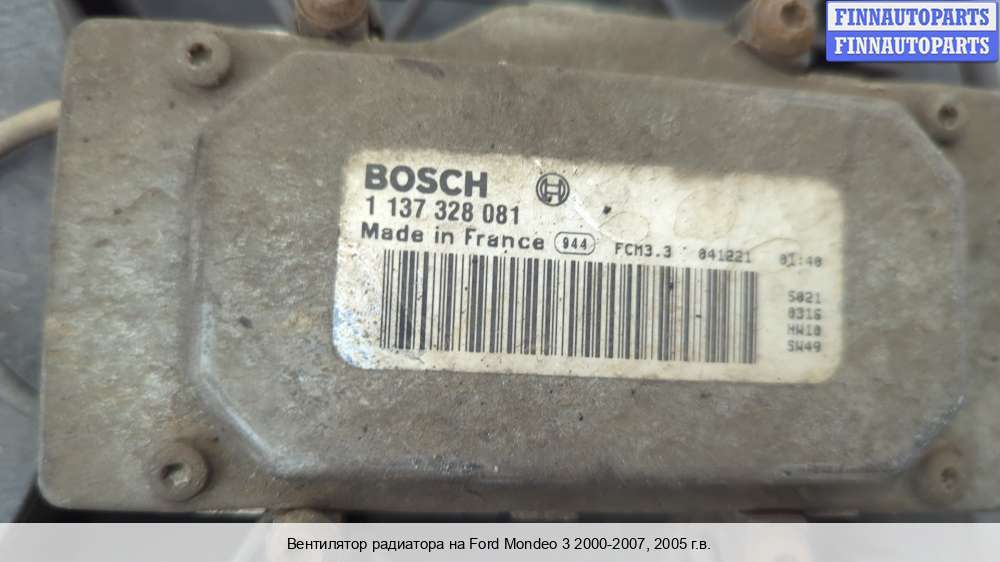 FINNAUTOPARTS
FINNAUTOPARTS
BOSCH
1 137 328 081
Made in France 944 FCM3.3 041221 01:40
S021
0316
HW10
SW49
Вентилятор радиатора на Ford Mondeo 3 2000-2007, 2005 г.в.